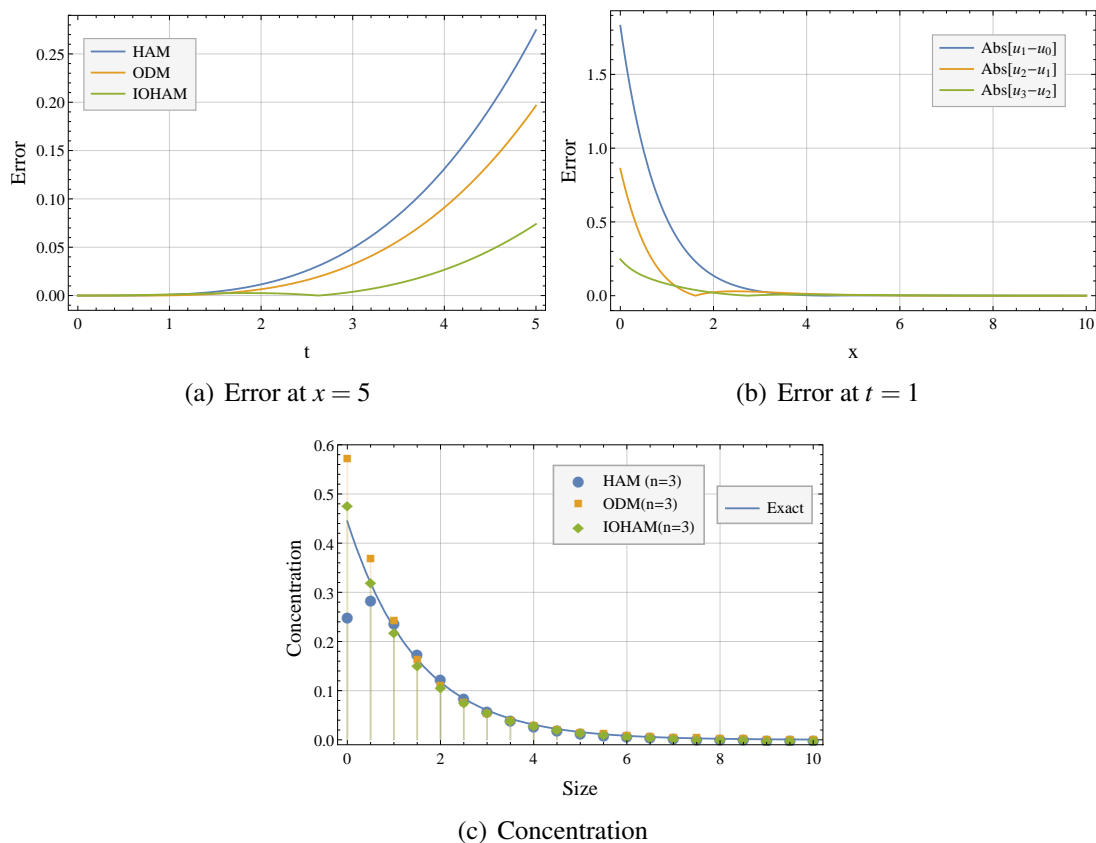 0.25
0.20
0.15
0.10
0.05
0.00
Error
HAM
ODM
IOHAM
0 1 2 3 4 5
t
(a) Error at x = 5
1.5
1.0
0.5
0.0
Error
Abs[u₁−u₀]
Abs[u₂−u₁]
Abs[u₃−u₂]
0 2 4 6 8 10
x
(b) Error at t = 1
0.6
0.5
0.4
0.3
0.2
0.1
0.0
Concentration
HAM (n=3)
ODM(n=3)
IOHAM(n=3)
Exact
0 2 4 6 8 10
Size
(c) Concentration